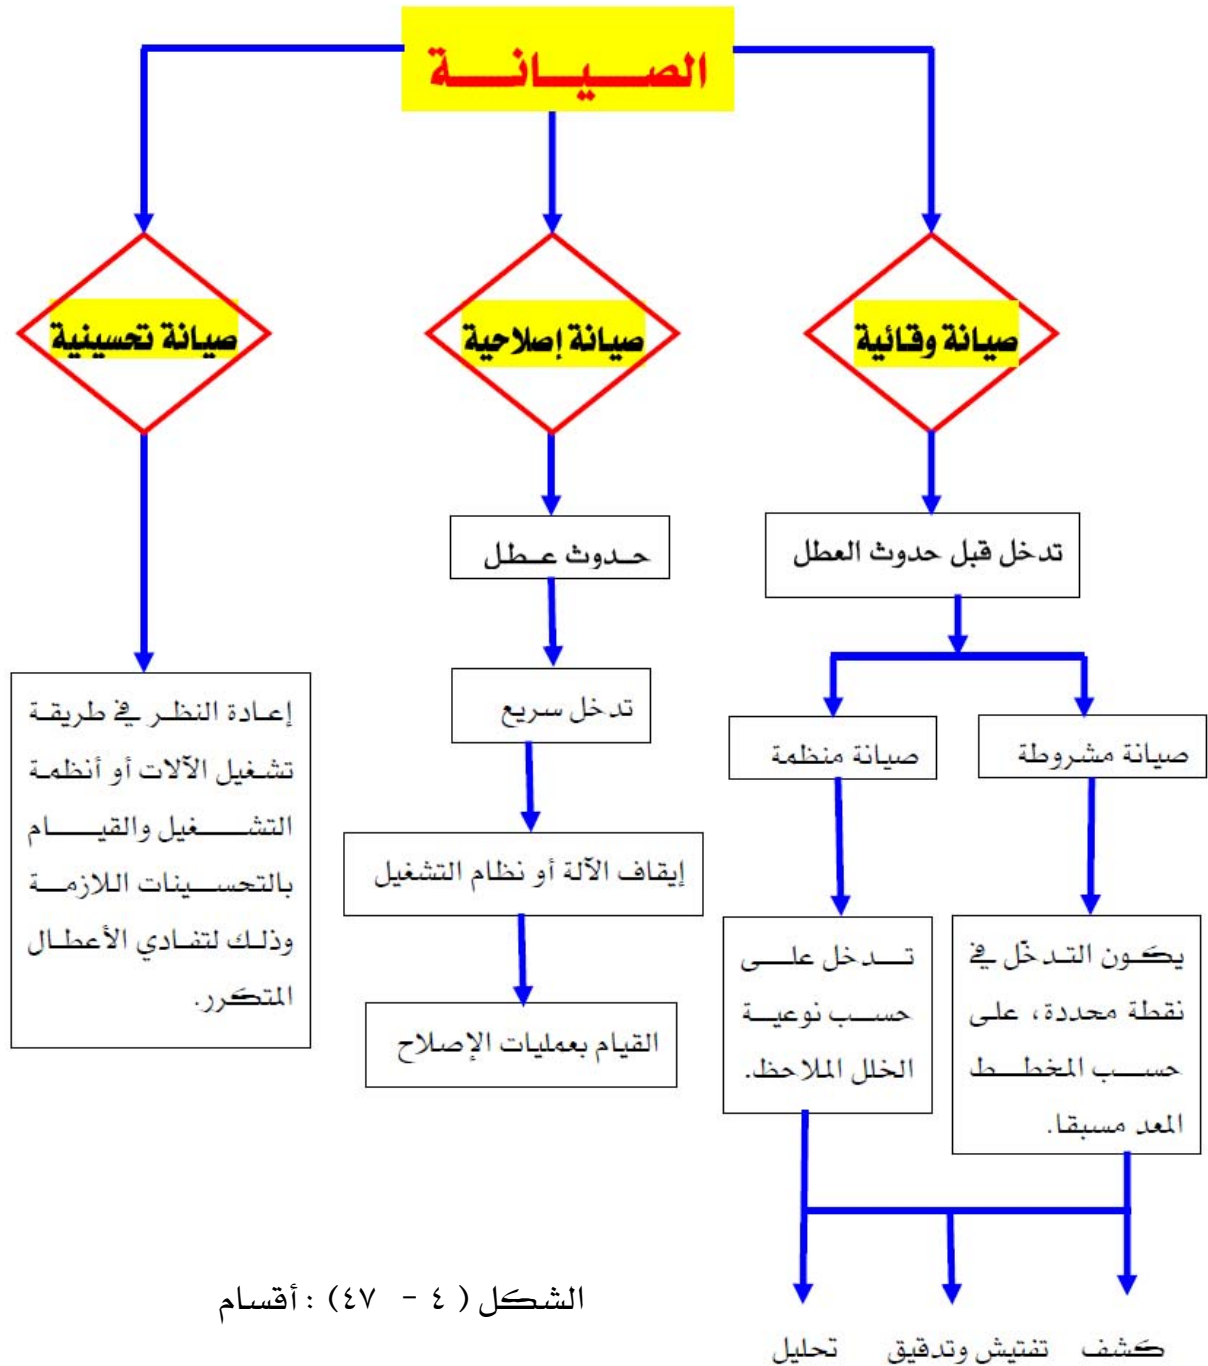 الصيانة
صيانة وقائية
صيانة إصلاحية
صيانة تحسينية
تدخل قبل حدوث العطل
صيانة مشروطة
صيانة منظمة
يكون التدخّل في
نقطة محددة، على
حسب المخطط
المعد مسبقا.
تدخل على
حسب نوعية
الخلل الملاحظ.
كشف
تفتيش وتدقيق
تحليل
حدوث عطل
تدخل سريع
إيقاف الآلة أو نظام التشغيل
القيام بعمليات الإصلاح
إعادة النظر في طريقة
تشغيل الآلات أو أنظمة
التشغيل والقيام
بالتحسينات اللازمة
وذلك لتفادي الأعطال
المتكرر.
الشكل ( ٤ - ٤٧) : أقسام